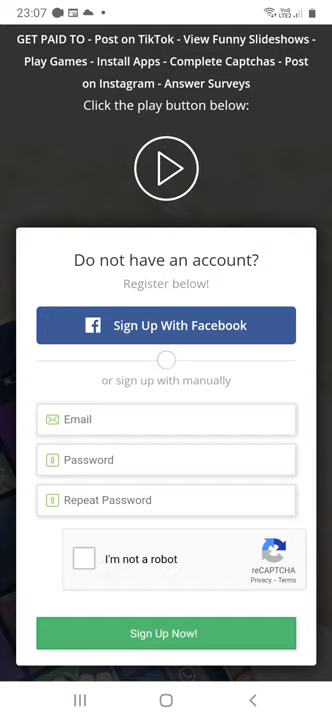 23:07
Vo))
LTE2
GET PAID TO - Post on TikTok - View Funny Slideshows -
Play Games - Install Apps - Complete Captchas - Post
on Instagram - Answer Surveys
Click the play button below:
Do not have an account?
Register below!
Sign Up With Facebook
or sign up with manually
Email
Password
Repeat Password
I'm not a robot
reCAPTCHA
Privacy - Terms
Sign Up Now!